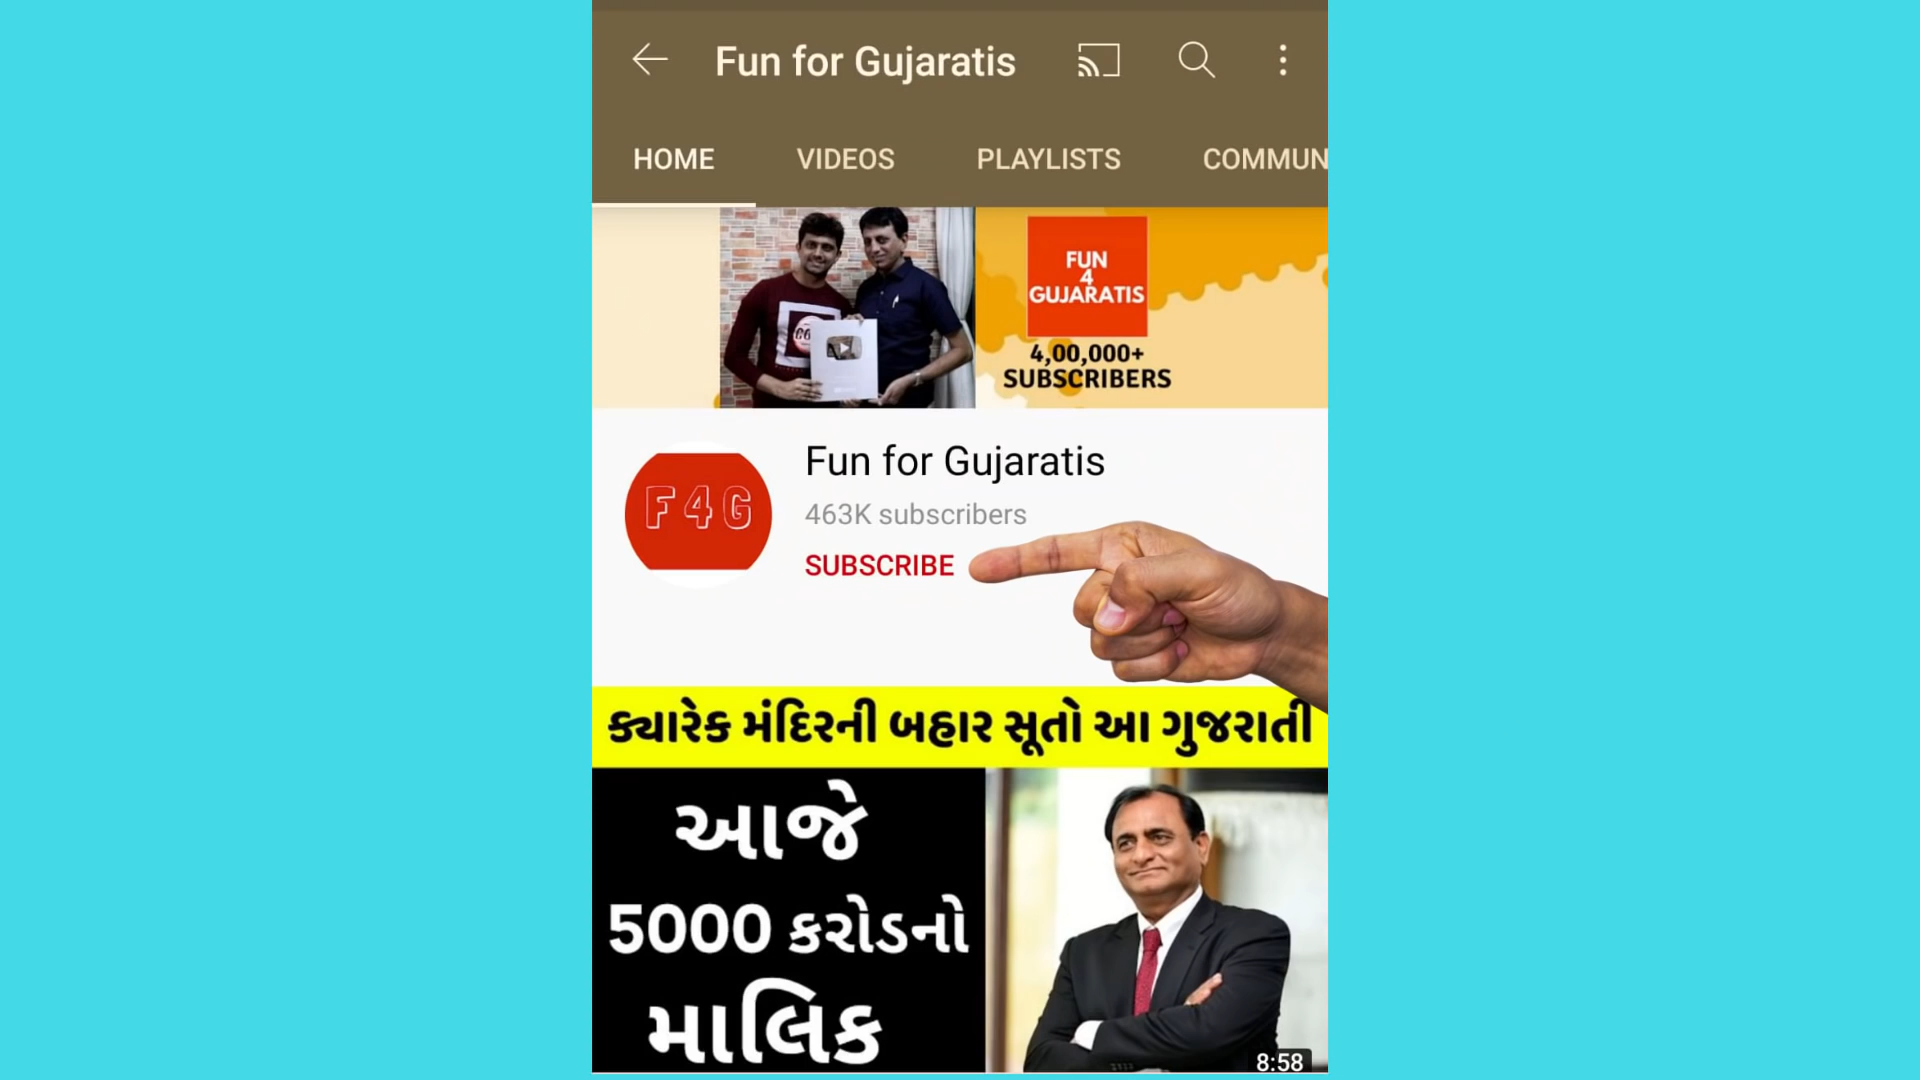 Fun for Gujaratis
HOME VIDEOS PLAYLISTS COMMUN
FUN
4
GUJARATIS
4,00,000+
SUBSCRIBERS
F4G
Fun for Gujaratis
463K subscribers
SUBSCRIBE
ક્યારેક મંદિરની બહાર સૂતો આ ગુજરાતી
આજે
5000 કરોડનો
માલિક
8:58